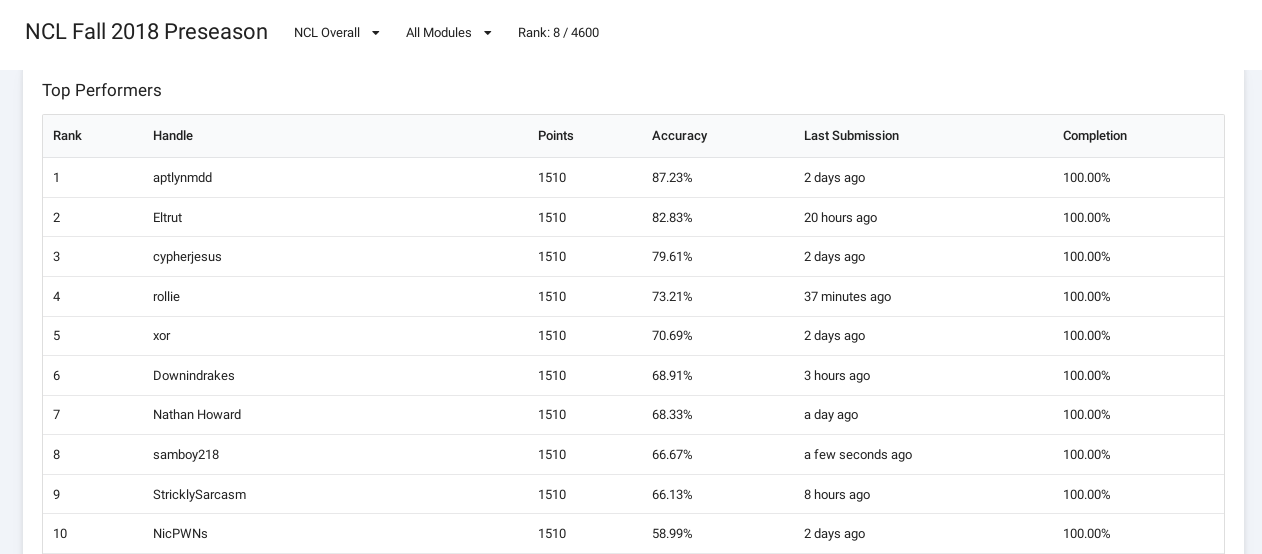 NCL Fall 2018 Preseason NCL Overall All Modules Rank: 8 / 4600
Top Performers
Rank Handle Points Accuracy Last Submission Completion
1 aptlynmdd 1510 87.23% 2 days ago 100.00%
2 Eltrut 1510 82.83% 20 hours ago 100.00%
3 cypherjesus 1510 79.61% 2 days ago 100.00%
4 rollie 1510 73.21% 37 minutes ago 100.00%
5 xor 1510 70.69% 2 days ago 100.00%
6 Downindrakes 1510 68.91% 3 hours ago 100.00%
7 Nathan Howard 1510 68.33% a day ago 100.00%
8 samboy218 1510 66.67% a few seconds ago 100.00%
9 StricklySarcasm 1510 66.13% 8 hours ago 100.00%
10 NicPWNs 1510 58.99% 2 days ago 100.00%